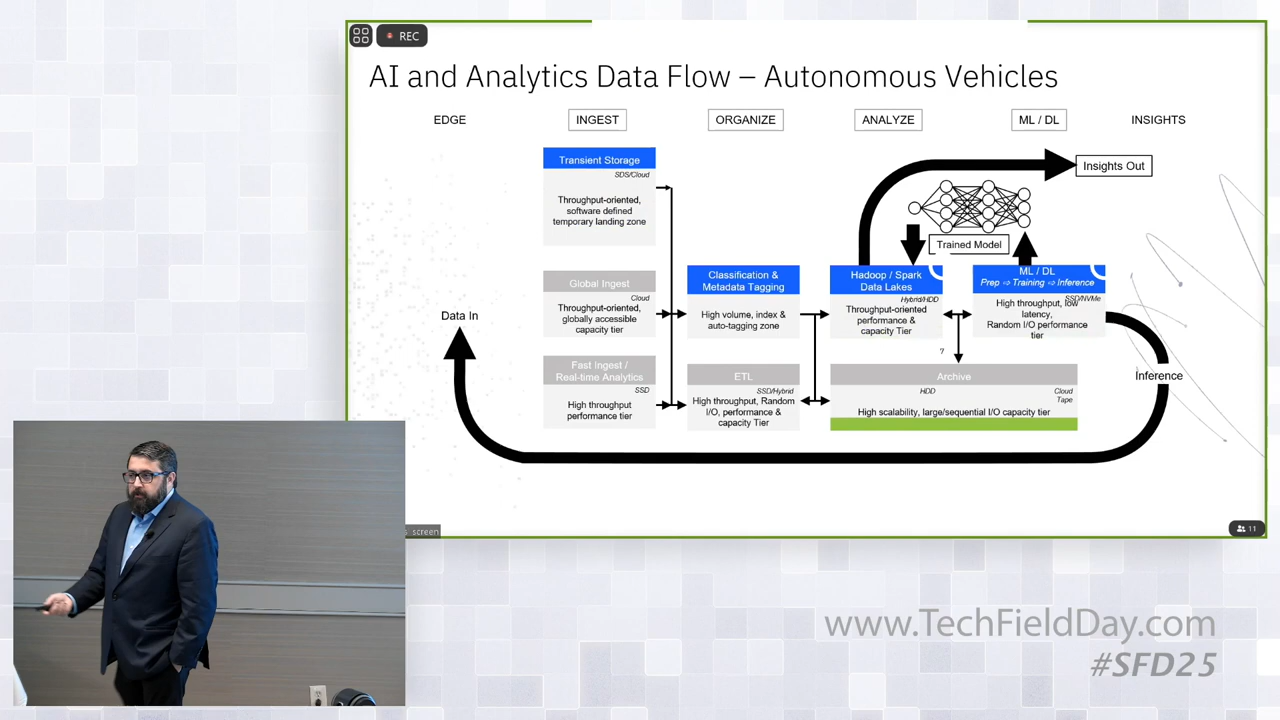 REC
AI and Analytics Data Flow – Autonomous Vehicles
EDGE
INGEST
ORGANIZE
ANALYZE
ML / DL
INSIGHTS
Transient Storage
SDS/Cloud
Throughput-oriented,
software defined
temporary landing zone
Global Ingest
Cloud
Throughput-oriented,
globally accessible
capacity tier
Fast Ingest /
Real-time Analytics
SSD
High throughput
performance tier
Data In
Classification &
Metadata Tagging
High volume, index &
auto-tagging zone
ETL
SSD/Hybrid
High throughput, Random
I/O, performance &
capacity Tier
Hadoop / Spark
Data Lakes
Hybrid/HDD
Throughput-oriented
performance &
capacity Tier
ML / DL
Prep ⇨ Training ⇨ Inference
SSD/NVMe
High throughput, low
latency,
Random I/O performance
tier
Trained Model
Insights Out
?
Archive
HDD
Cloud
Tape
High scalability, large/sequential I/O capacity tier
Inference
screen
11
www.TechFieldDay.com
#SFD25